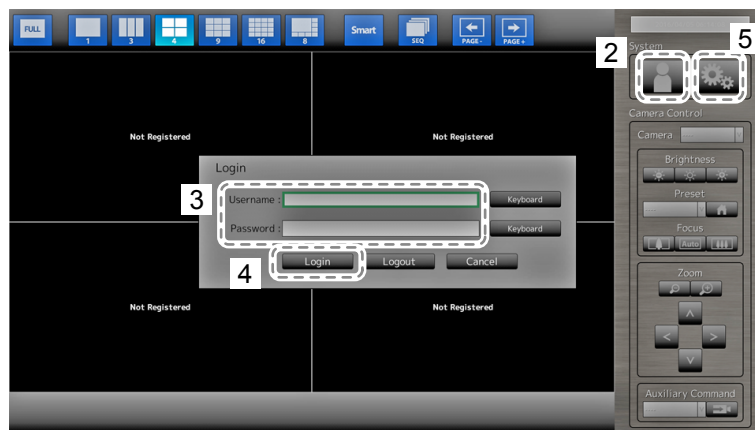 FULL
1
3
4
9
16
8
Smart
SEQ
PAGE -
PAGE +
2
System
5
Camera Control
Camera
Not Registered
Not Registered
Brightness
Login
Preset
3
Username :
Keyboard
Password :
Keyboard
Focus
Auto
4
Login
Logout
Cancel
Zoom
Not Registered
Not Registered
Auxiliary Command